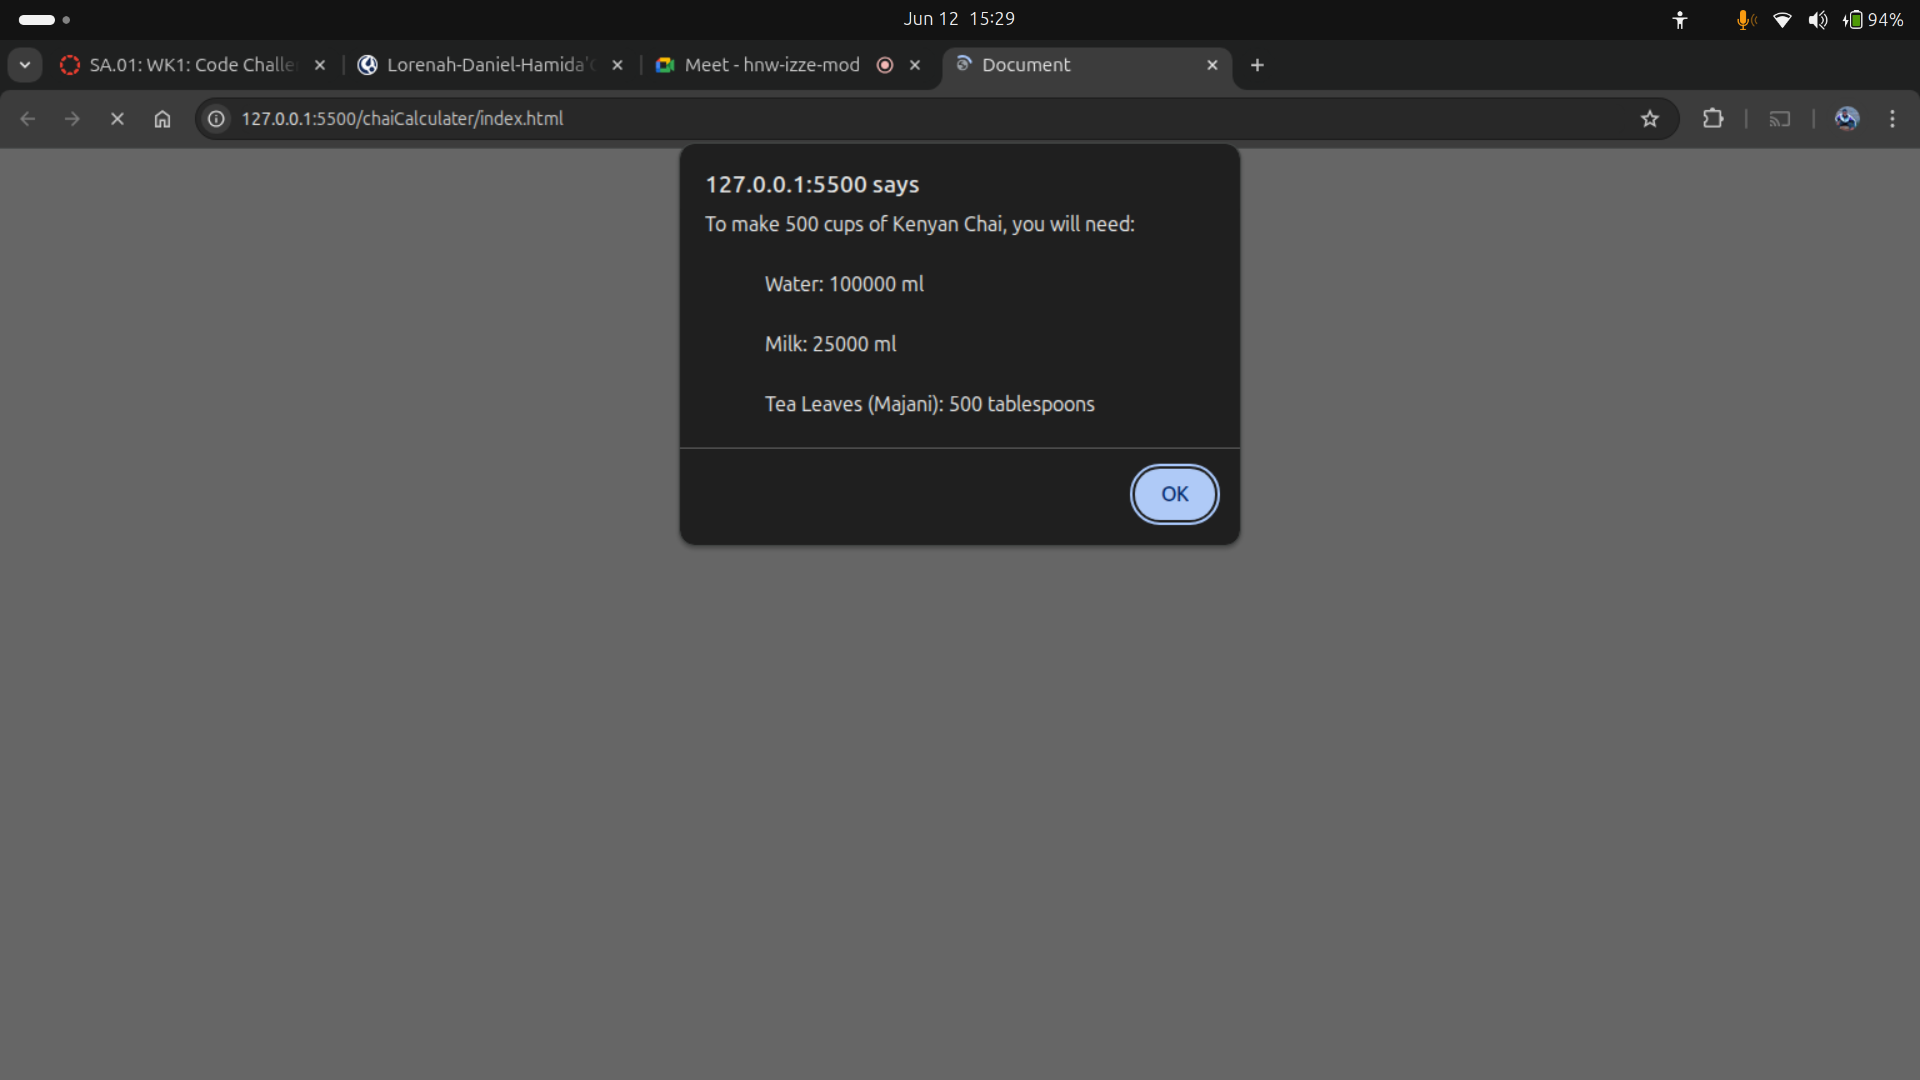 Jun 12 15:29
94%
SA.01: WK1: Code Challe
Lorenah-Daniel-Hamida'
Meet - hnw-izze-mod
Document
127.0.0.1:5500/chaiCalculater/index.html
127.0.0.1:5500 says
To make 500 cups of Kenyan Chai, you will need:
Water: 100000 ml
Milk: 25000 ml
Tea Leaves (Majani): 500 tablespoons
OK